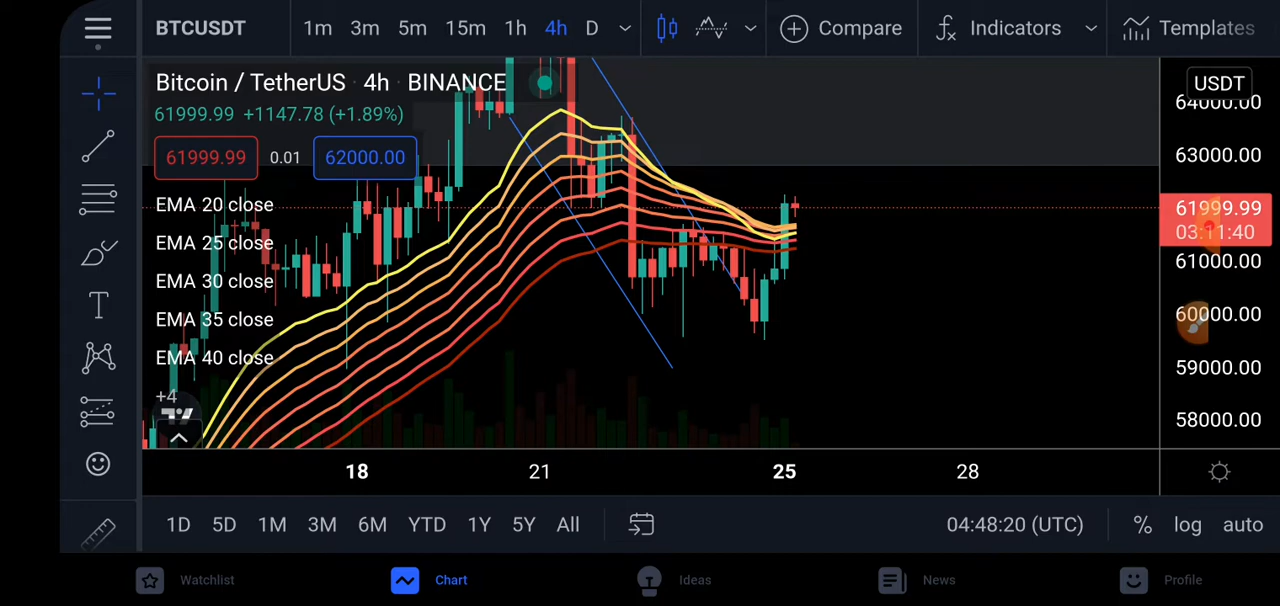 BTCUSDT 1m 3m 5m 15m 1h 4h D Compare Indicators Templates
Bitcoin / TetherUS · 4h · BINANCE USDT
61999.99 +1147.78 (+1.89%)
64000.00
61999.99 0.01 62000.00
63000.00
EMA 20 close
61999.99
03:11:40
EMA 25 close
61000.00
EMA 30 close
EMA 35 close
60000.00
EMA 40 close
59000.00
+4
58000.00
18 21 25 28
1D 5D 1M 3M 6M YTD 1Y 5Y All 04:48:20 (UTC) % log auto
Watchlist Chart Ideas News Profile